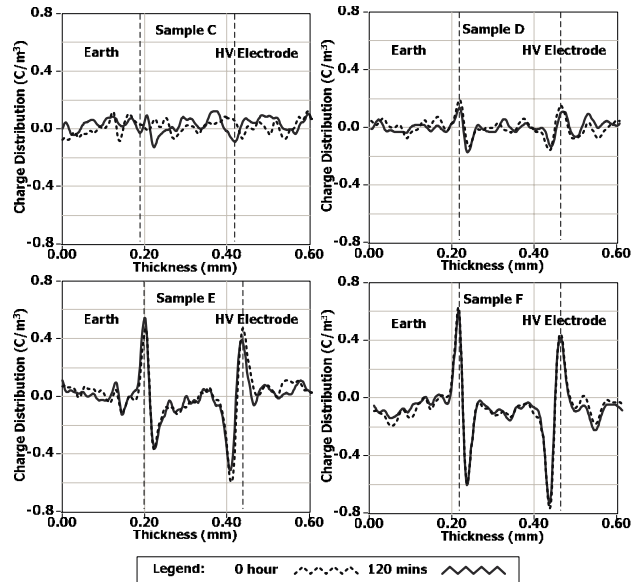 Sample C
Earth
HV Electrode
Charge Distribution (C/m³)
0.8
0.4
0.0
-0.4
-0.8
0.00
0.20
0.40
0.60
Thickness (mm)
Sample D
Earth
HV Electrode
Charge Distribution (C/m³)
0.8
0.4
0.0
-0.4
-0.8
0.00
0.20
0.40
0.60
Thickness (mm)
Sample E
Earth
HV Electrode
Charge Distribution (C/m³)
0.8
0.4
0.0
-0.4
-0.8
0.00
0.20
0.40
0.60
Thickness (mm)
Sample F
Earth
HV Electrode
Charge Distribution (C/m³)
0.8
0.4
0.0
-0.4
-0.8
0.00
0.20
0.40
0.60
Thickness (mm)
Legend: 0 hour 120 mins